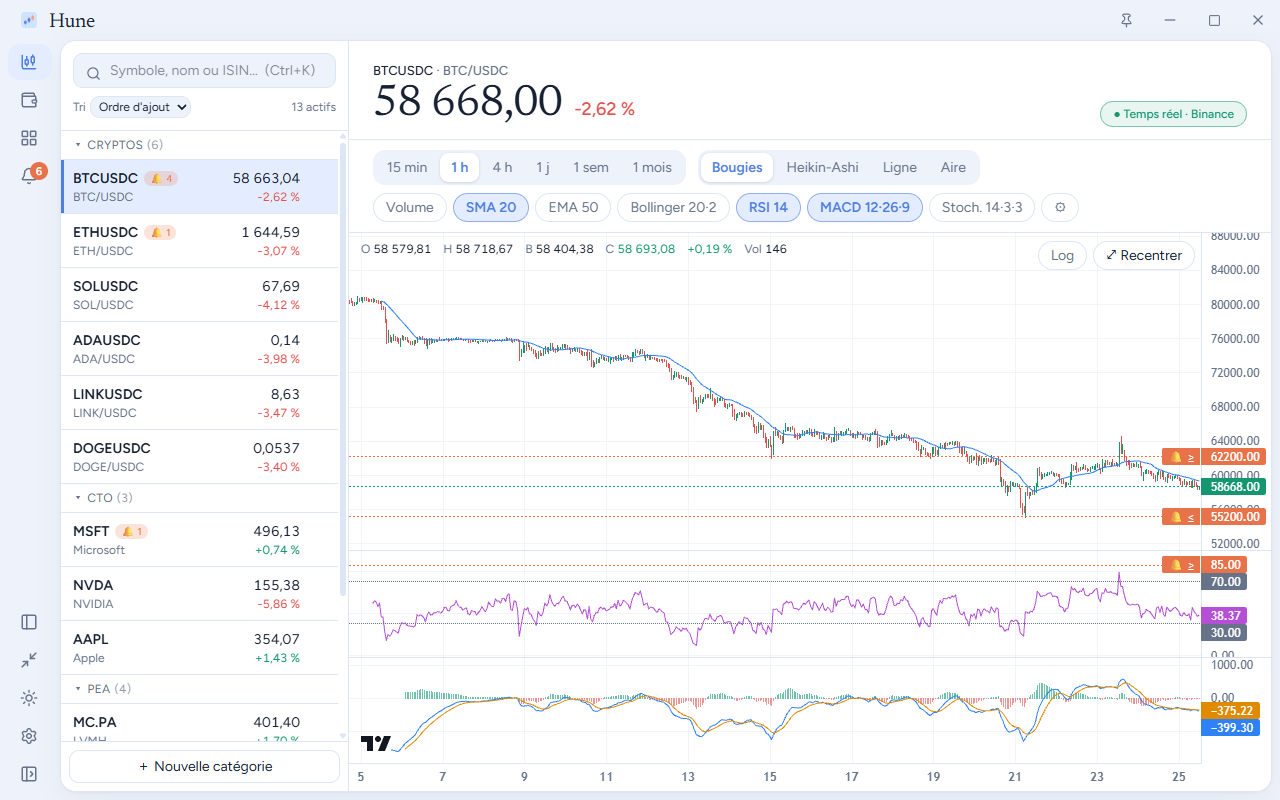 Hune
Symbole, nom ou ISIN... (Ctrl+K)
Tri Ordre d'ajout 13 actifs
CRYPTOS (6)
BTCUSDC 4 58 663,04
BTC/USDC -2,62 %
ETHUSDC 1 1 644,59
ETH/USDC -3,07 %
SOLUSDC 67,69
SOL/USDC -4,12 %
ADAUSDC 0,14
ADA/USDC -3,98 %
LINKUSDC 8,63
LINK/USDC -3,47 %
DOGEUSDC 0,0537
DOGE/USDC -3,40 %
CTO (3)
MSFT 1 496,13
Microsoft +0,74 %
NVDA 155,38
NVIDIA -5,86 %
AAPL 354,07
Apple +1,43 %
PEA (4)
MC.PA 401,40
LVMH +1,70 %
+ Nouvelle catégorie
6
BTCUSDC · BTC/USDC
58 668,00 -2,62 %
● Temps réel · Binance
15 min 1 h 4 h 1 j 1 sem 1 mois Bougies Heikin-Ashi Ligne Aire
Volume SMA 20 EMA 50 Bollinger 20·2 RSI 14 MACD 12·26·9 Stoch. 14·3·3
O 58 579,81 H 58 718,67 B 58 404,38 C 58 693,08 +0,19 % Vol 146
Log Recentrer
88000.00
84000.00
80000.00
76000.00
72000.00
68000.00
64000.00
≥ 62200.00
60000.00
58668.00
56000.00
≤ 55200.00
52000.00
≥ 85.00
70.00
38.37
30.00
0.00
1000.00
0.00
−375.22
−399.30
5 7 9 11 13 15 17 19 21 23 25